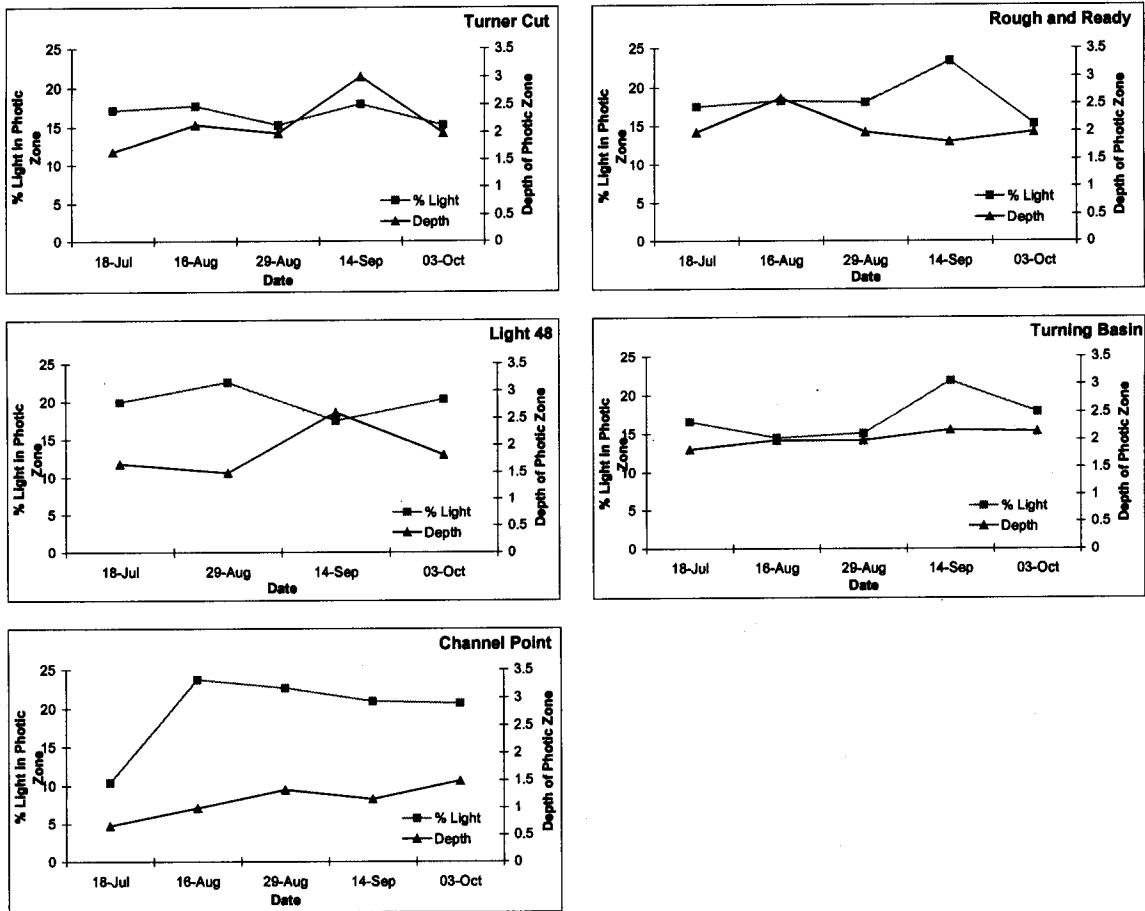 Turner Cut
25
20
15
10
5
0
% Light in Photic
Zone
3.5
3
2.5
2
1.5
1
0.5
0
Depth of Photic Zone
% Light
Depth
18-Jul 16-Aug 29-Aug 14-Sep 03-Oct
Date
Rough and Ready
25
20
15
10
5
0
% Light in Photic
Zone
3.5
3
2.5
2
1.5
1
0.5
0
Depth of Photic Zone
% Light
Depth
18-Jul 16-Aug 29-Aug 14-Sep 03-Oct
Date
Light 48
25
20
15
10
5
0
% Light in Photic
Zone
3.5
3
2.5
2
1.5
1
0.5
0
Depth of Photic Zone
% Light
Depth
18-Jul 29-Aug 14-Sep 03-Oct
Date
Turning Basin
25
20
15
10
5
0
% Light in Photic
Zone
3.5
3
2.5
2
1.5
1
0.5
0
Depth of Photic Zone
% Light
Depth
18-Jul 16-Aug 29-Aug 14-Sep 03-Oct
Date
Channel Point
25
20
15
10
5
0
% Light in Photic
Zone
3.5
3
2.5
2
1.5
1
0.5
0
Depth of Photic Zone
% Light
Depth
18-Jul 16-Aug 29-Aug 14-Sep 03-Oct
Date